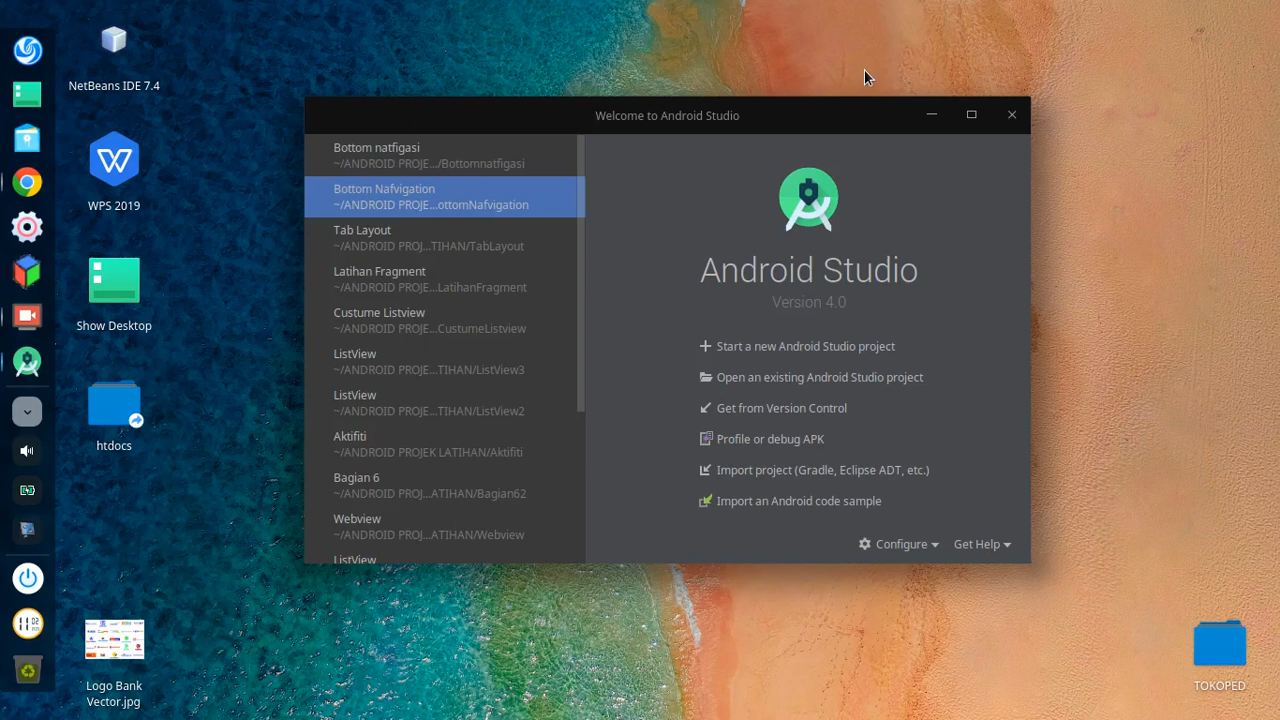 NetBeans IDE 7.4
WPS 2019
Show Desktop
htdocs
Logo Bank
Vector.jpg
Welcome to Android Studio
Bottom natfigasi
~/ANDROID PROJE.../Bottomnatfigasi
Bottom Nafvigation
~/ANDROID PROJE...ottomNafvigation
Tab Layout
~/ANDROID PROJ...TIHAN/TabLayout
Latihan Fragment
~/ANDROID PROJE...LatihanFragment
Custume Listview
~/ANDROID PROJE...CustumeListview
ListView
~/ANDROID PROJE...TIHAN/ListView3
ListView
~/ANDROID PROJE...TIHAN/ListView2
Aktifiti
~/ANDROID PROJEK LATIHAN/Aktifiti
Bagian 6
~/ANDROID PROJ...ATIHAN/Bagian62
Webview
~/ANDROID PROJ...ATIHAN/Webview
ListView
Android Studio
Version 4.0
Start a new Android Studio project
Open an existing Android Studio project
Get from Version Control
Profile or debug APK
Import project (Gradle, Eclipse ADT, etc.)
Import an Android code sample
Configure
Get Help
11 02
TOKOPED